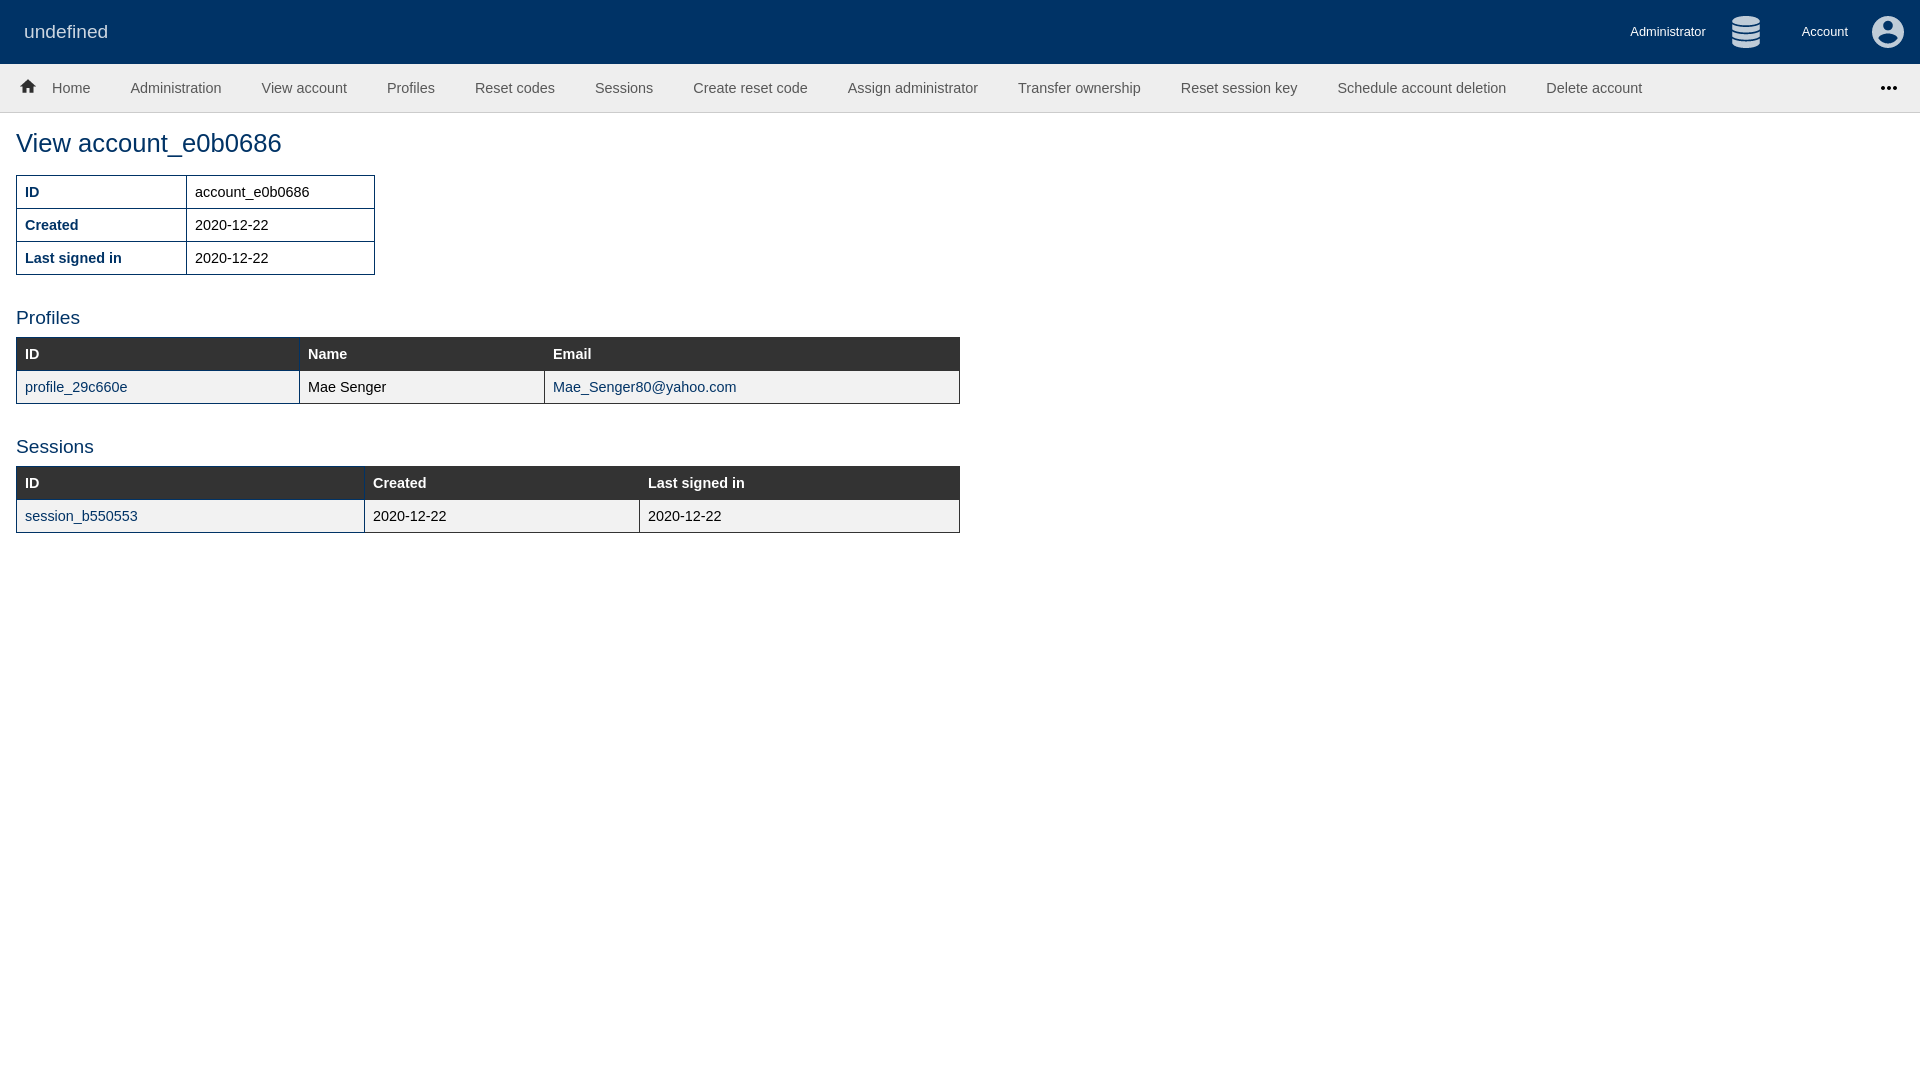 undefined
Administrator
Account
Home Administration View account Profiles Reset codes Sessions Create reset code Assign administrator Transfer ownership Reset session key Schedule account deletion Delete account
View account_e0b0686
ID account_e0b0686
Created 2020-12-22
Last signed in 2020-12-22
Profiles
ID Name Email
profile_29c660e Mae Senger Mae_Senger80@yahoo.com
Sessions
ID Created Last signed in
session_b550553 2020-12-22 2020-12-22